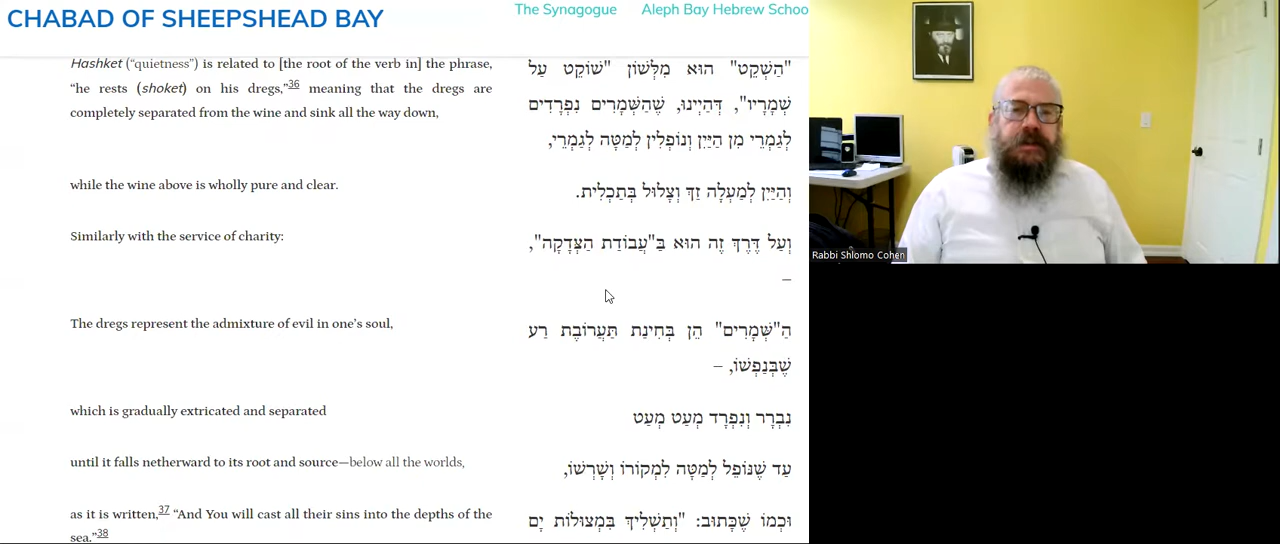 CHABAD OF SHEEPSHEAD BAY
The Synagogue Aleph Bay Hebrew Schoo
Hashket (“quietness”) is related to [the root of the verb in] the phrase,
“he rests (shoket) on his dregs,”36 meaning that the dregs are
completely separated from the wine and sink all the way down,
"הַשְׁקֵט" הוּא מִלְּשׁוֹן "שׁוֹקֵט עַל
שְׁמָרָיו", דְּהַיְינוּ, שֶׁהַשְּׁמָרִים נִפְרָדִים
לְגַמְרֵי מִן הַיַּיִן וְנוֹפְלִין לְמַטָּה לְגַמְרֵי,
while the wine above is wholly pure and clear.
וְהַיַּיִן לְמַעְלָה זַךְ וְצָלוּל בְּתַכְלִית.
Similarly with the service of charity:
וְעַל דֶּרֶךְ זֶה הוּא בַּ"עֲבוֹדַת הַצְּדָקָה",
–
The dregs represent the admixture of evil in one’s soul,
הַ"שְּׁמָרִים" הֵן בְּחִינַת תַּעֲרוֹבֶת רַע
שֶׁבְּנַפְשׁוֹ, –
which is gradually extricated and separated
נִבְרָר וְנִפְרָד מְעַט מְעַט
until it falls netherward to its root and source—below all the worlds,
עַד שֶׁנּוֹפֵל לְמַטָּה לִמְקוֹרוֹ וְשָׁרְשׁוֹ,
as it is written,37 “And You will cast all their sins into the depths of the
sea.”38
וּכְמוֹ שֶׁכָּתוּב: "וְתַשְׁלִיךְ בִּמְצוּלוֹת יָם
Rabbi Shlomo Cohen